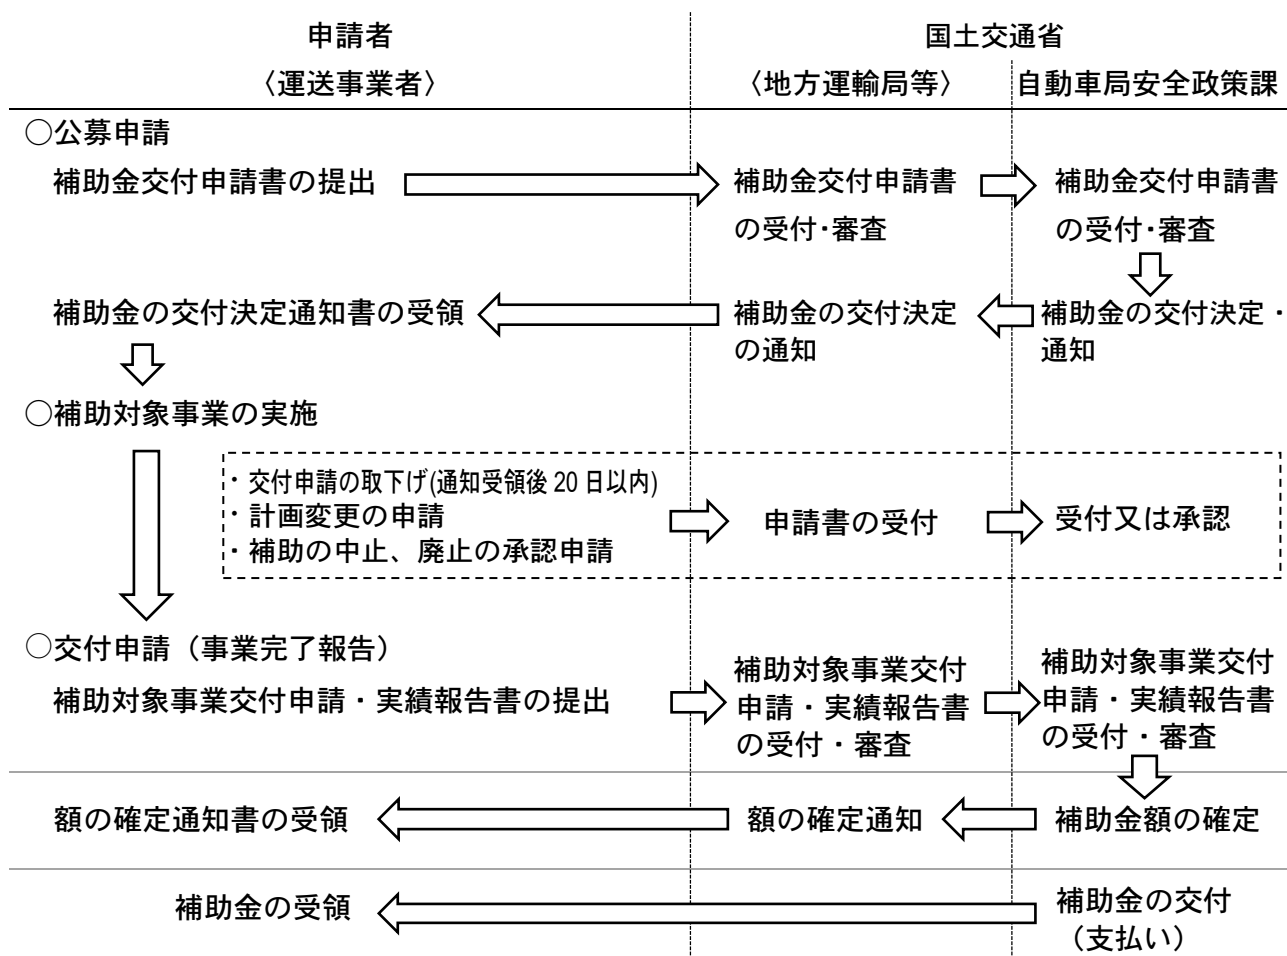 申請者
国土交通省
〈運送事業者〉
〈地方運輸局等〉
自動車局安全政策課
○公募申請
補助金交付申請書の提出
補助金交付申請書
の受付･審査
補助金交付申請書
の受付･審査
補助金の交付決定通知書の受領
補助金の交付決定
の通知
補助金の交付決定・
通知
○補助対象事業の実施
・交付申請の取下げ(通知受領後 20 日以内)
・計画変更の申請
・補助の中止、廃止の承認申請
申請書の受付
受付又は承認
○交付申請（事業完了報告）
補助対象事業交付申請・実績報告書の提出
補助対象事業交付
申請・実績報告書
の受付・審査
補助対象事業交付
申請・実績報告書
の受付・審査
額の確定通知書の受領
額の確定通知
補助金額の確定
補助金の受領
補助金の交付
（支払い）